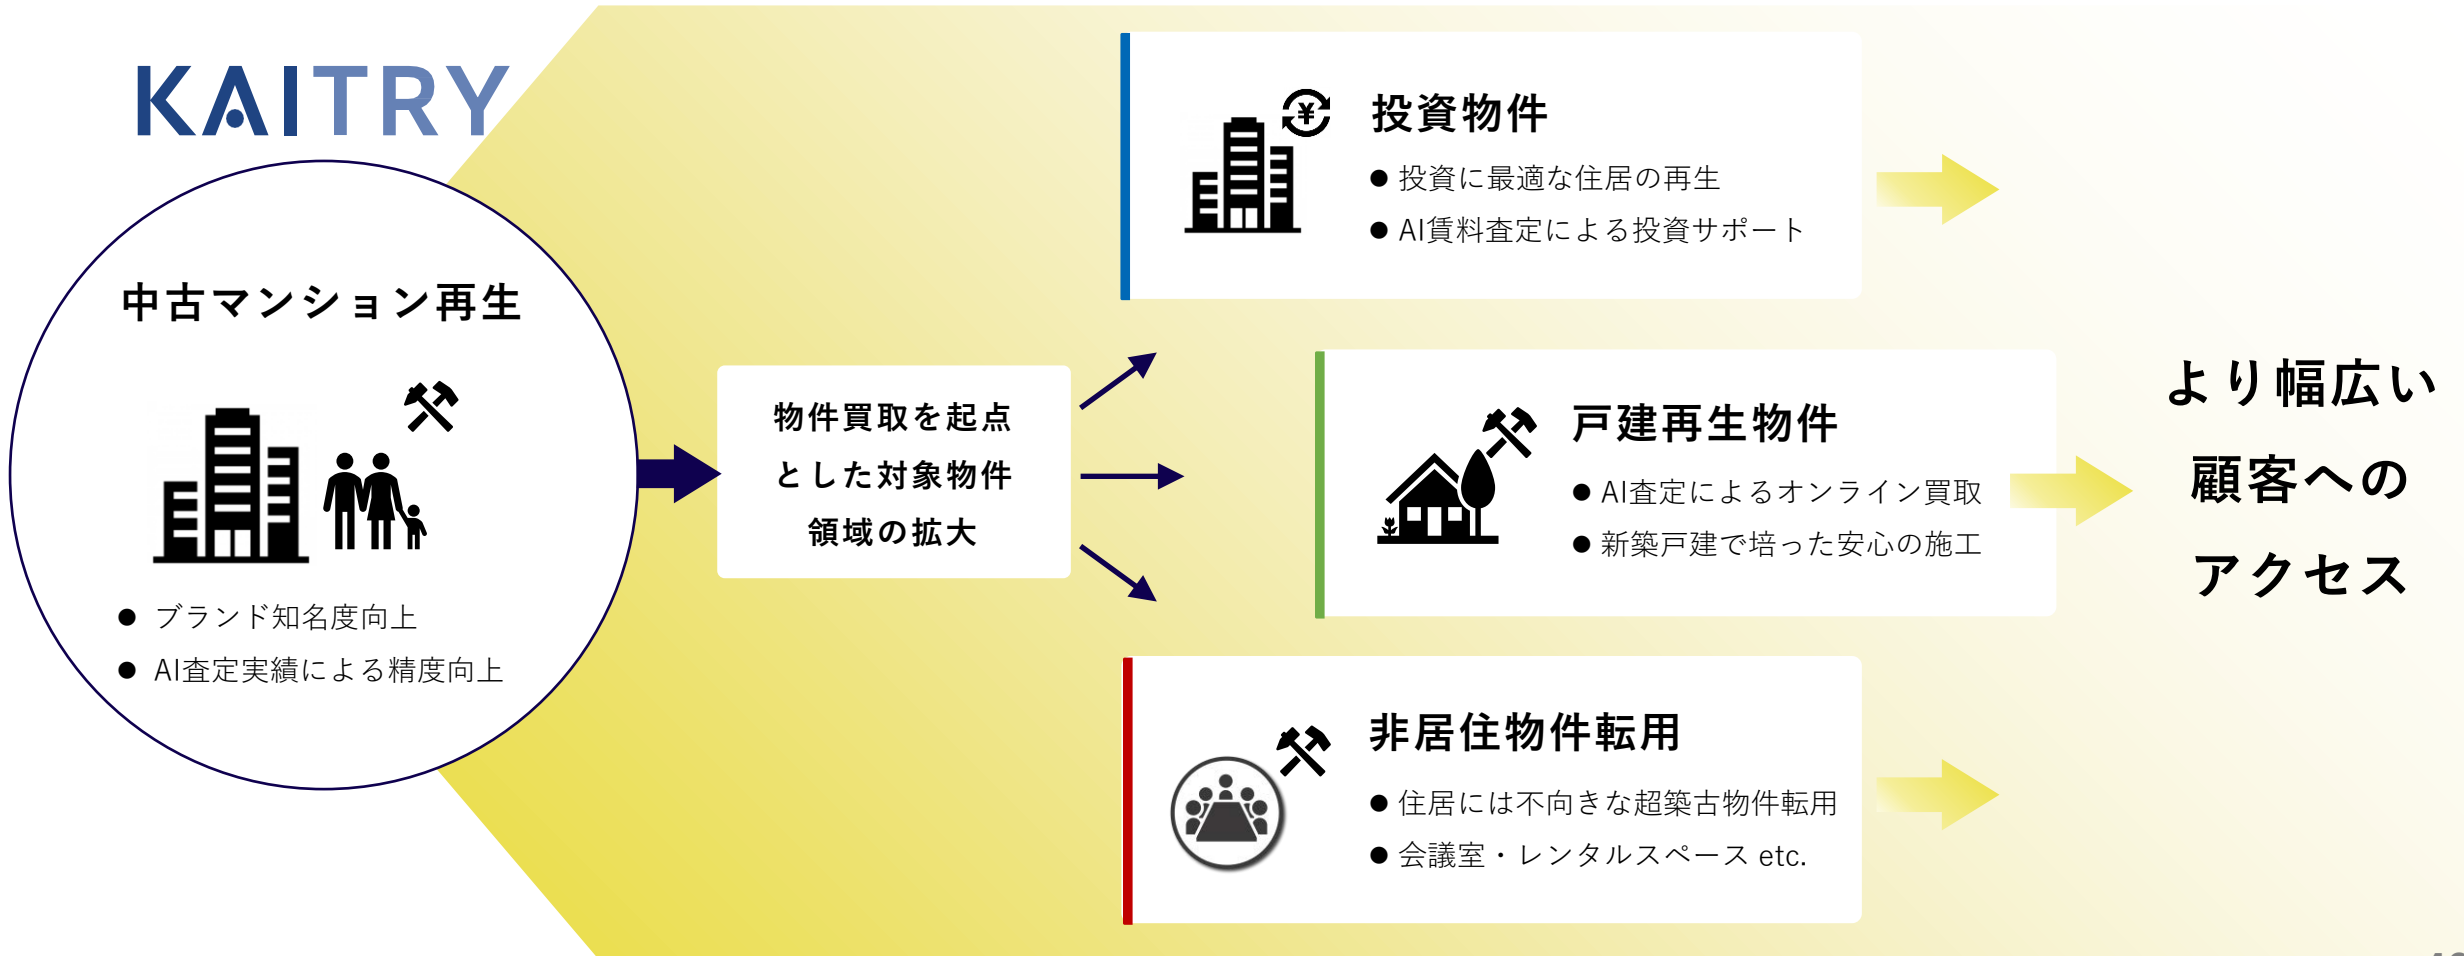 KAITRY
中古マンション再生
● ブランド知名度向上
● AI査定実績による精度向上
物件買取を起点
とした対象物件
領域の拡大
¥
投資物件
● 投資に最適な住居の再生
● AI賃料査定による投資サポート
戸建再生物件
● AI査定によるオンライン買取
● 新築戸建で培った安心の施工
非居住物件転用
● 住居には不向きな超築古物件転用
● 会議室・レンタルスペース etc.
より幅広い
顧客への
アクセス